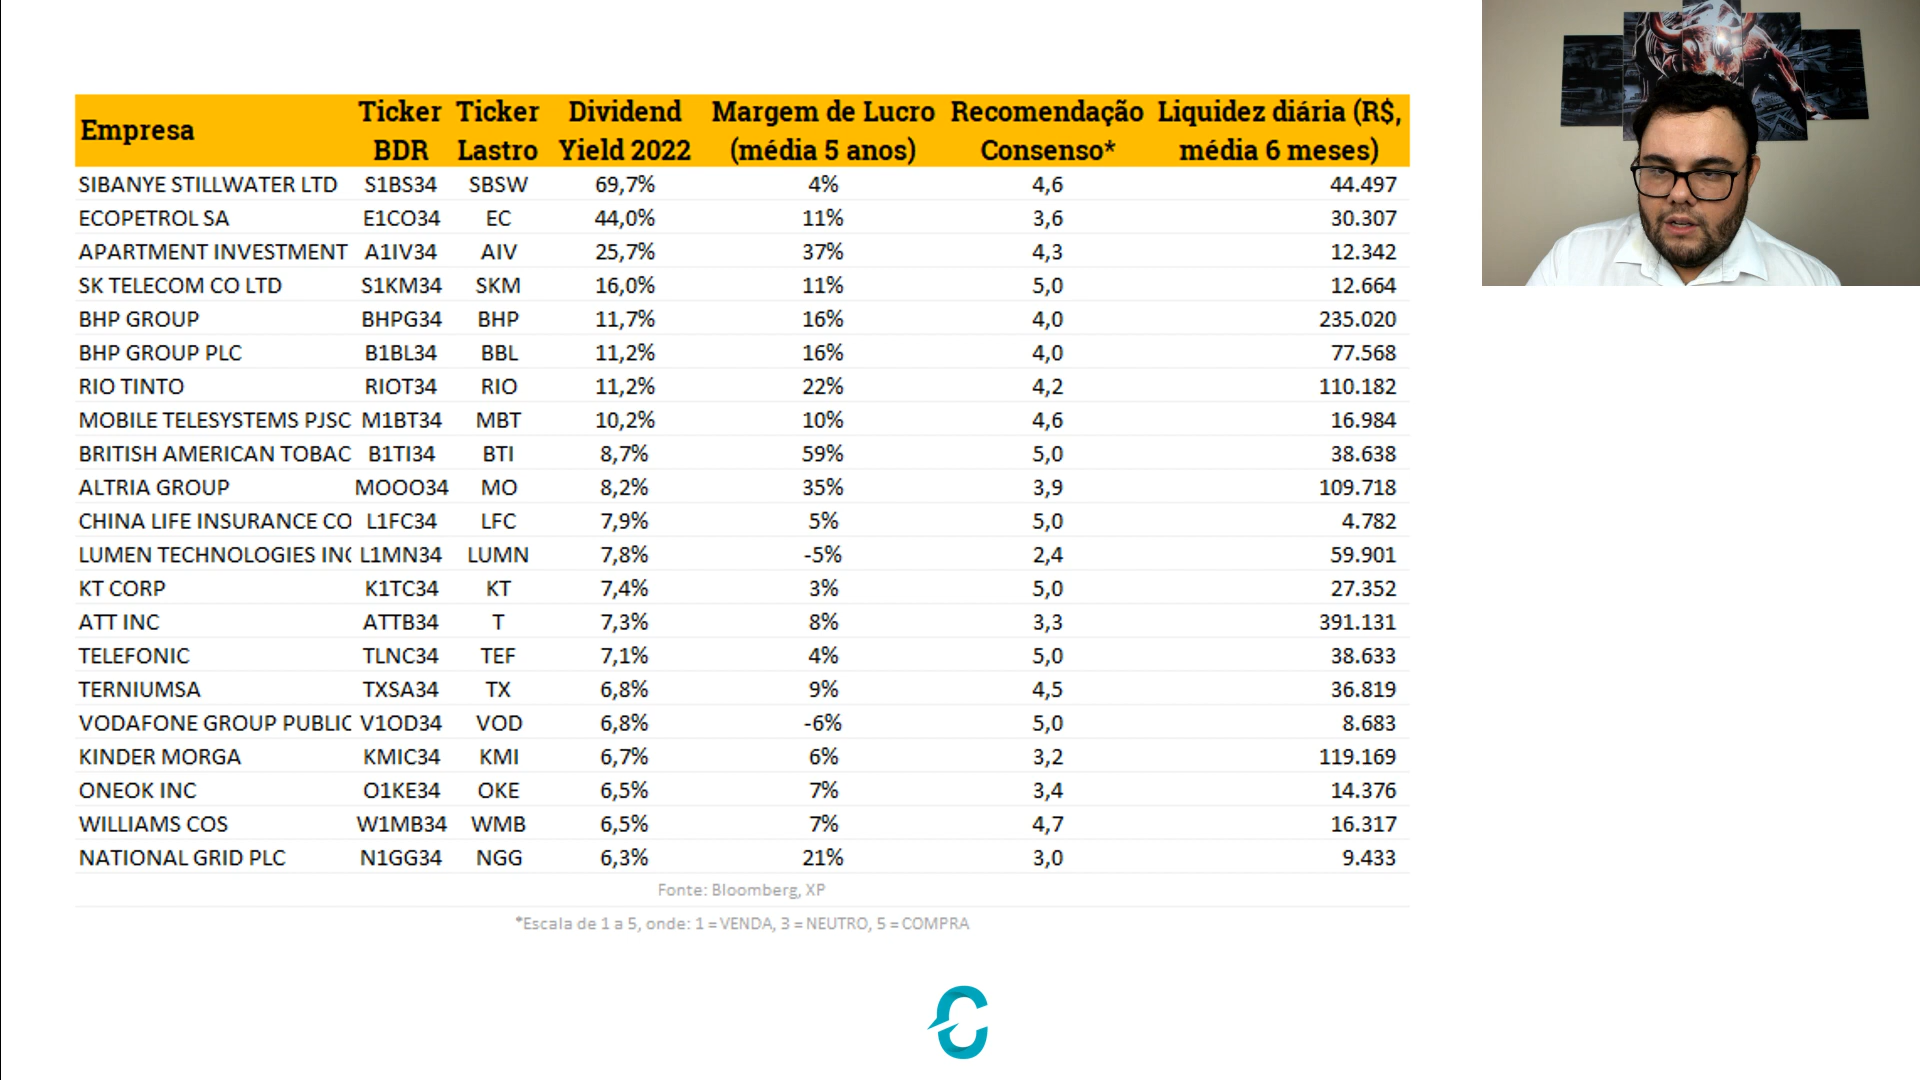 Empresa Ticker BDR Ticker Lastro Dividend Yield 2022 Margem de Lucro (média 5 anos) Recomendação Consenso* Liquidez diária (R$, média 6 meses)
SIBANYE STILLWATER LTD S1BS34 SBSW 69,7% 4% 4,6 44.497
ECOPETROL SA E1CO34 EC 44,0% 11% 3,6 30.307
APARTMENT INVESTMENT A1IV34 AIV 25,7% 37% 4,3 12.342
SK TELECOM CO LTD S1KM34 SKM 16,0% 11% 5,0 12.664
BHP GROUP BHPG34 BHP 11,7% 16% 4,0 235.020
BHP GROUP PLC B1BL34 BBL 11,2% 16% 4,0 77.568
RIO TINTO RIOT34 RIO 11,2% 22% 4,2 110.182
MOBILE TELESYSTEMS PJSC M1BT34 MBT 10,2% 10% 4,6 16.984
BRITISH AMERICAN TOBAC B1TI34 BTI 8,7% 59% 5,0 38.638
ALTRIA GROUP MOOO34 MO 8,2% 35% 3,9 109.718
CHINA LIFE INSURANCE CO L1FC34 LFC 7,9% 5% 5,0 4.782
LUMEN TECHNOLOGIES INC L1MN34 LUMN 7,8% -5% 2,4 59.901
KT CORP K1TC34 KT 7,4% 3% 5,0 27.352
ATT INC ATTB34 T 7,3% 8% 3,3 391.131
TELEFONIC TLNC34 TEF 7,1% 4% 5,0 38.633
TERNIUMSA TXSA34 TX 6,8% 9% 4,5 36.819
VODAFONE GROUP PUBLIC V1OD34 VOD 6,8% -6% 5,0 8.683
KINDER MORGA KMIC34 KMI 6,7% 6% 3,2 119.169
ONEOK INC O1KE34 OKE 6,5% 7% 3,4 14.376
WILLIAMS COS W1MB34 WMB 6,5% 7% 4,7 16.317
NATIONAL GRID PLC N1GG34 NGG 6,3% 21% 3,0 9.433
Fonte: Bloomberg, XP
*Escala de 1 a 5, onde: 1 = VENDA, 3 = NEUTRO, 5 = COMPRA